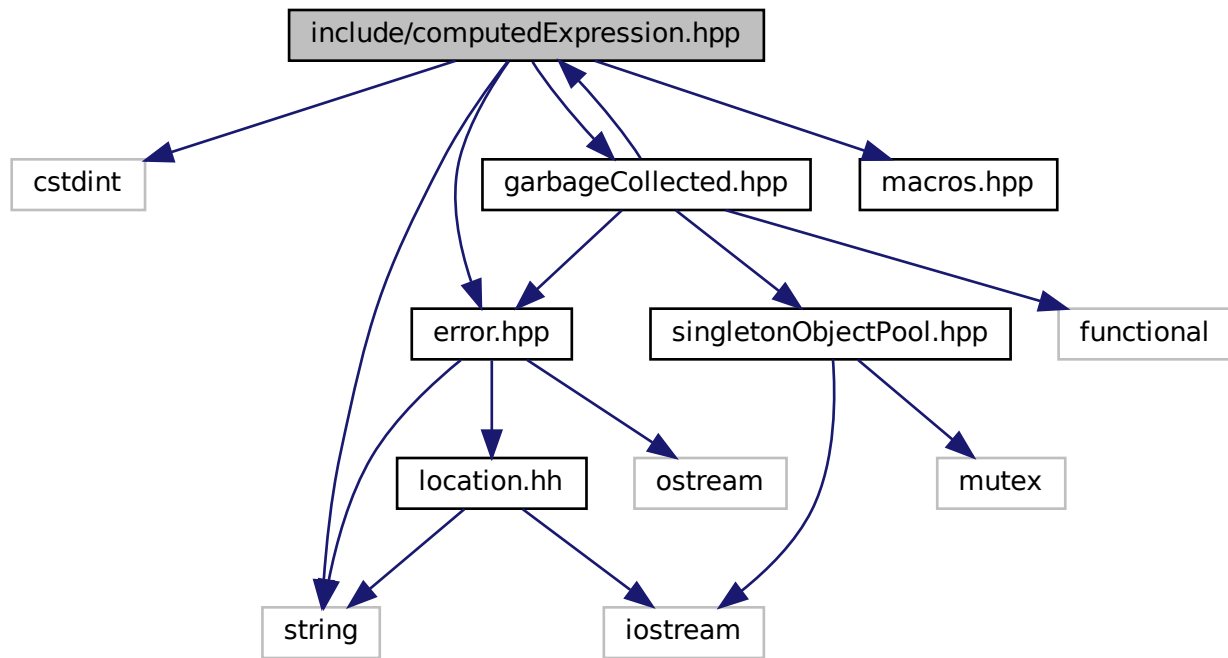 include/computedExpression.hpp
cstdint
garbageCollected.hpp
macros.hpp
error.hpp
singletonObjectPool.hpp
functional
location.hh
ostream
mutex
string
iostream